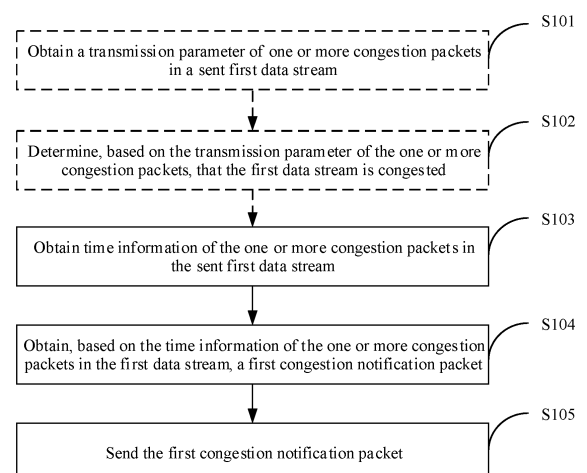 S101
Obtain a transmission parameter of one or more congestion packets
in a sent first data stream
S102
Determine, based on the transmission parameter of the one or more
congestion packets, that the first data stream is congested
S103
Obtain time information of the one or more congestion packets in
the sent first data stream
S104
Obtain, based on the time information of the one or more congestion
packets in the first data stream, a first congestion notification packet
S105
Send the first congestion notification packet